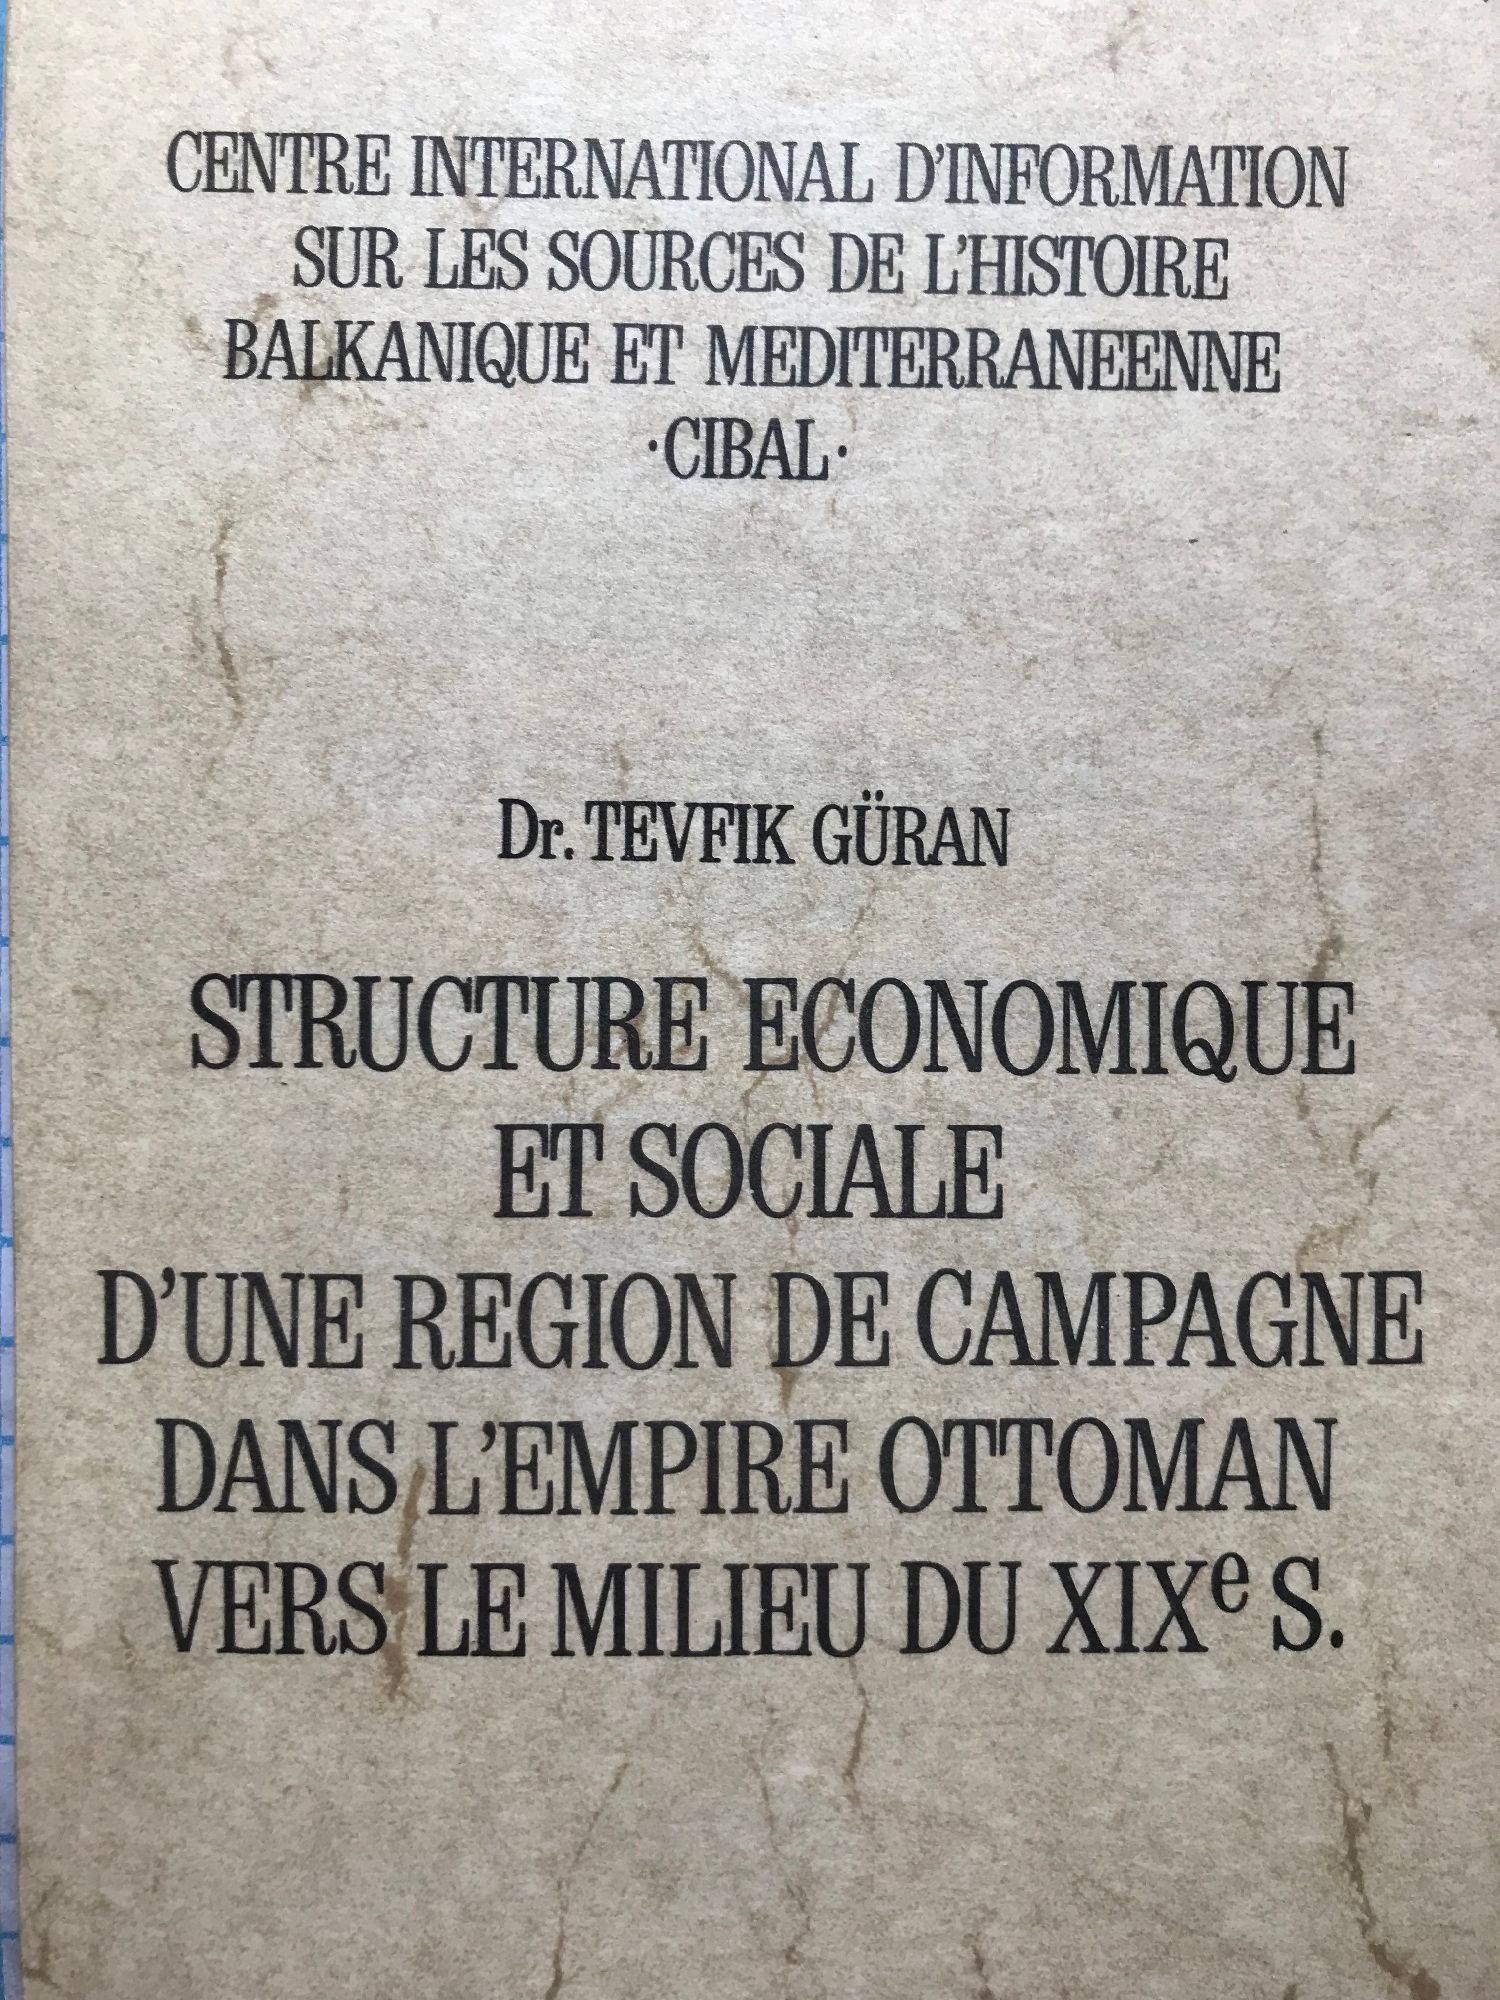 CENTRE INTERNATIONAL D'INFORMATION
SUR LES SOURCES DE L'HISTOIRE
BALKANIQUE ET MEDITERRANEENNE
·CIBAL·
Dr. TEVFIK GÜRAN
STRUCTURE ECONOMIQUE
ET SOCIALE
D'UNE REGION DE CAMPAGNE
DANS L'EMPIRE OTTOMAN
VERS LE MILIEU DU XIXe S.